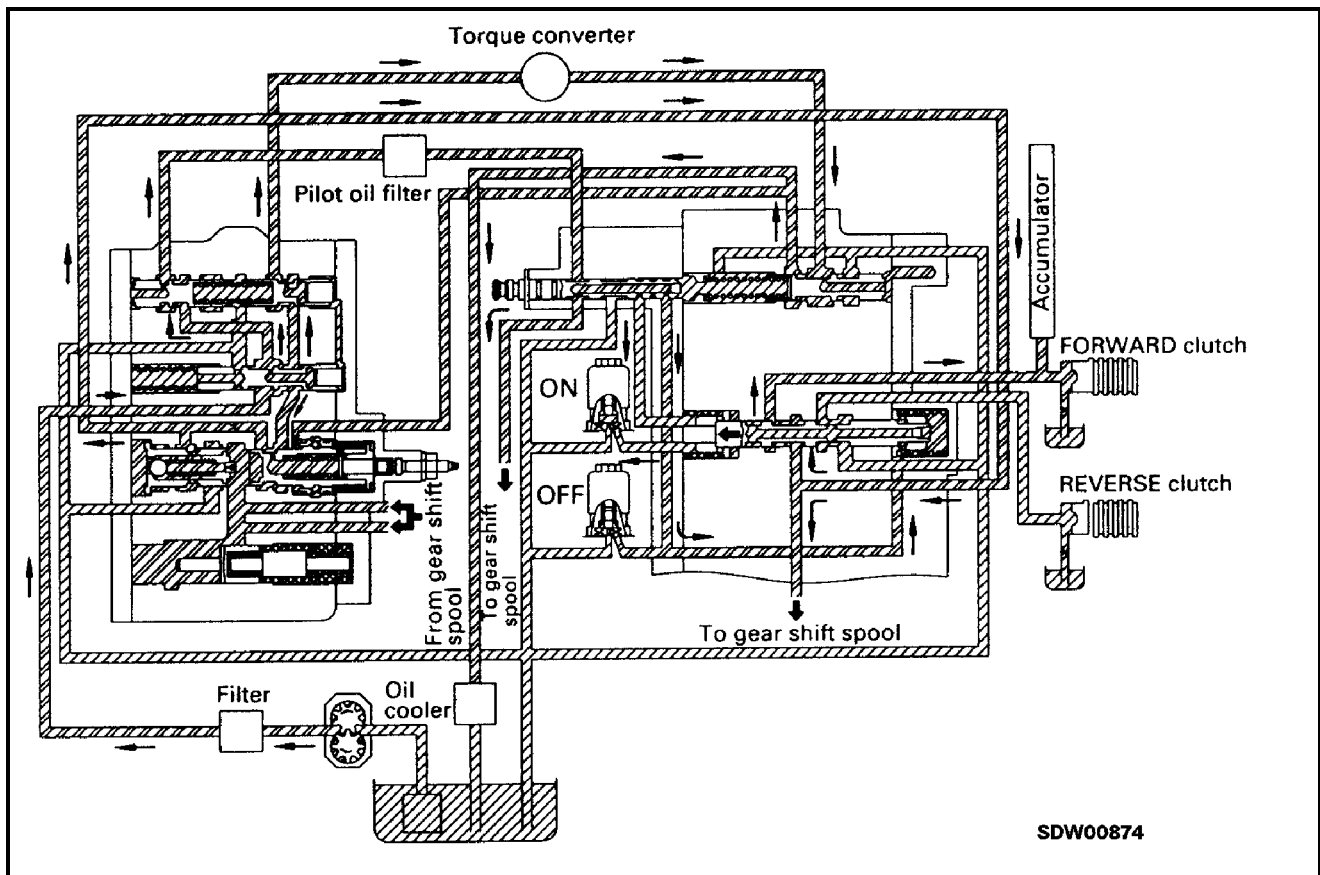 Torque converter
Pilot oil filter
Accumulator
FORWARD clutch
ON
OFF
REVERSE clutch
From gear shift
spool
To gear shift
spool
To gear shift spool
Filter
Oil
cooler
SDW00874